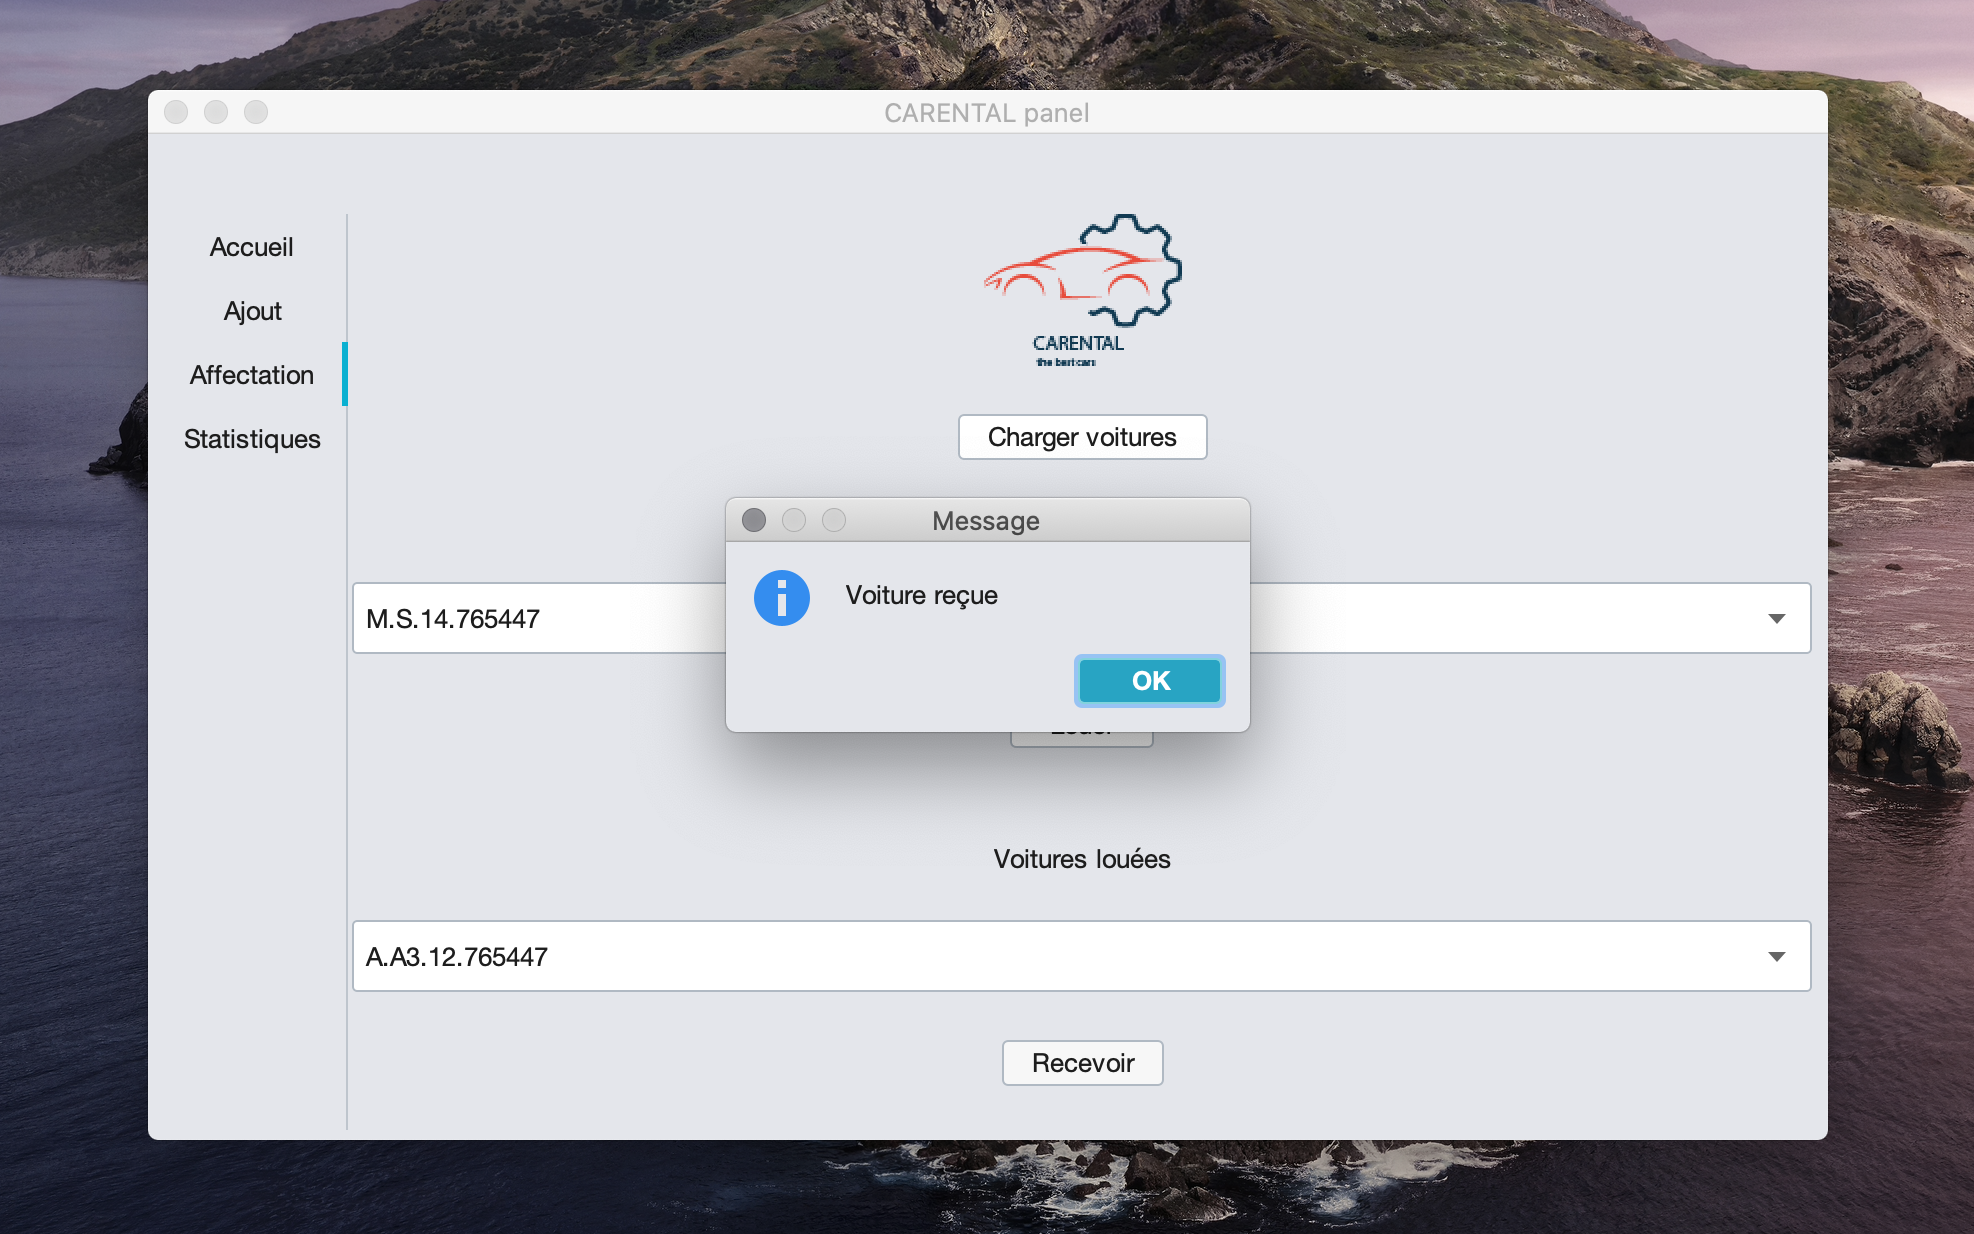 CARENTAL panel
Accueil
Ajout
Affectation
Statistiques
CARENTAL
the best cars
Charger voitures
Message
Voiture reçue
OK
M.S.14.765447
Louer
Voitures louées
A.A3.12.765447
Recevoir